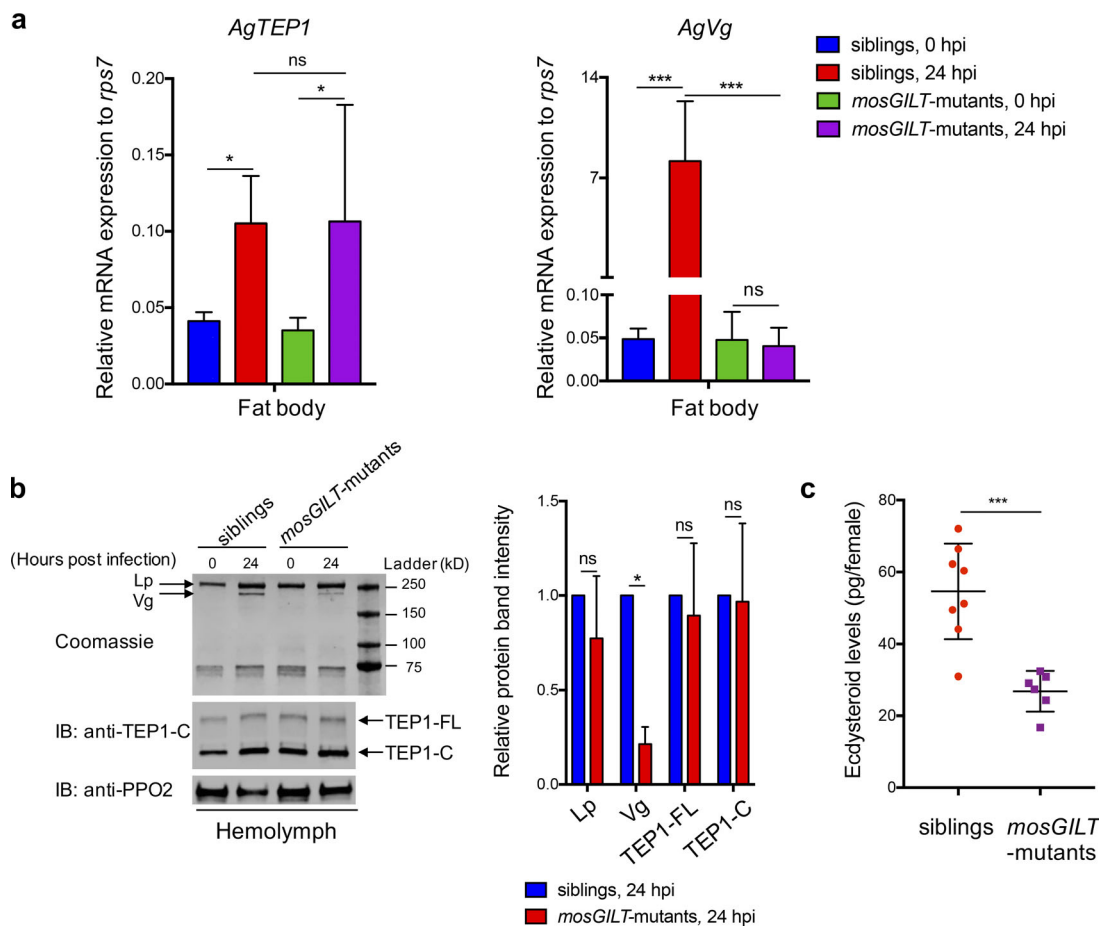 a
AgTEP1
Relative mRNA expression to rps7
0.20
0.15
0.10
0.05
0.00
ns
*
*
Fat body
AgVg
Relative mRNA expression to rps7
14
7
0.10
0.05
0.00
***
***
ns
Fat body
siblings, 0 hpi
siblings, 24 hpi
mosGILT-mutants, 0 hpi
mosGILT-mutants, 24 hpi
b
siblings
mosGILT-mutants
(Hours post infection)
0 24 0 24
Ladder (kD)
Lp
Vg
250
150
100
75
Coomassie
IB: anti-TEP1-C
TEP1-FL
TEP1-C
IB: anti-PPO2
Hemolymph
Relative protein band intensity
1.5
1.0
0.5
0.0
ns
*
ns
ns
Lp
Vg
TEP1-FL
TEP1-C
siblings, 24 hpi
mosGILT-mutants, 24 hpi
c
Ecdysteroid levels (pg/female)
80
60
40
20
0
***
siblings
mosGILT
-mutants